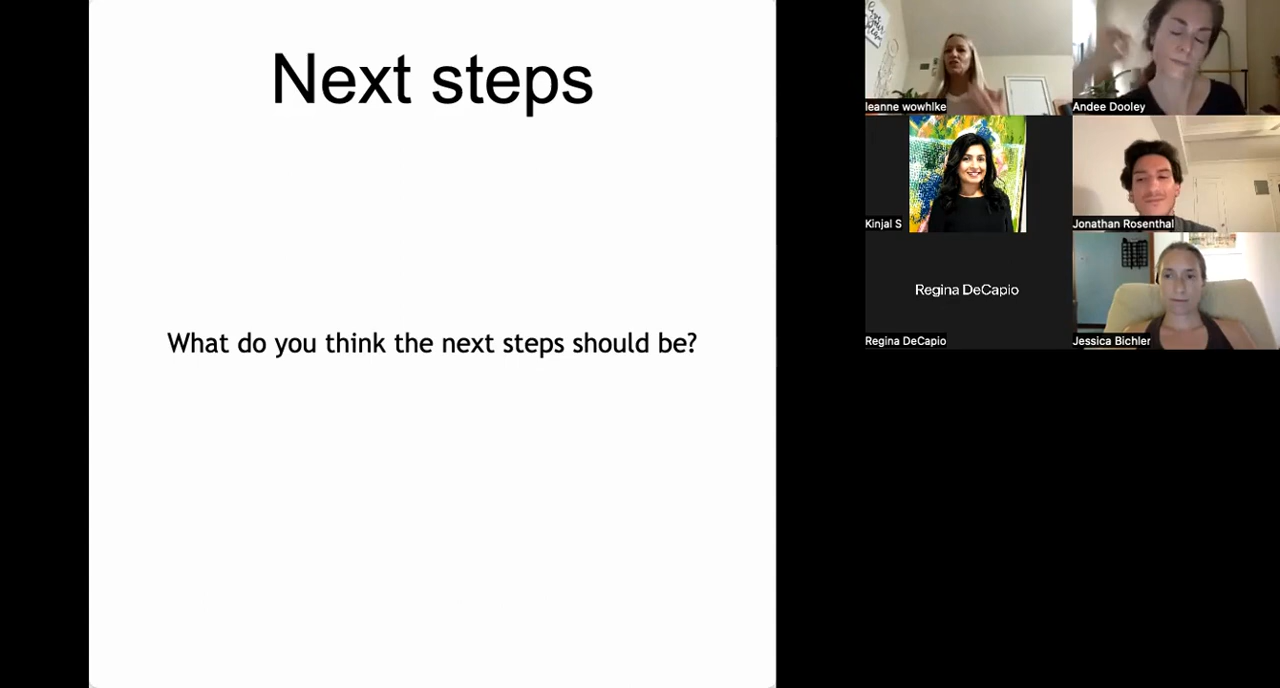 Next steps
What do you think the next steps should be?
leanne wowhlke
Andee Dooley
Kinjal S
Jonathan Rosenthal
Regina DeCapio
Regina DeCapio
Jessica Bichler